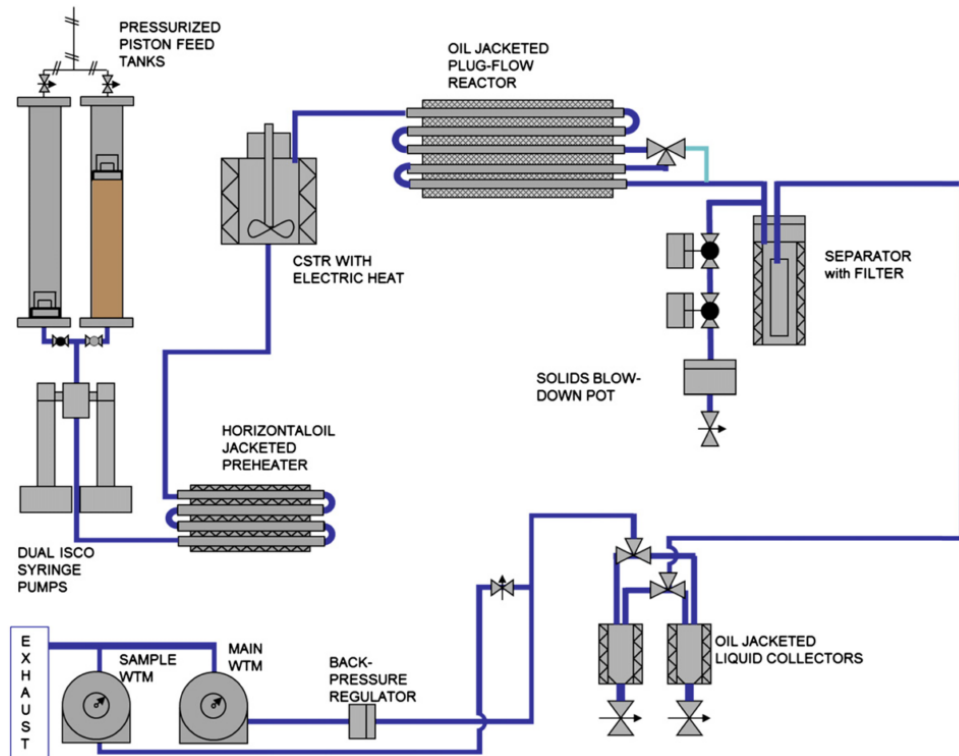 PRESSURIZED
PISTON FEED
TANKS
OIL JACKETED
PLUG-FLOW
REACTOR
CSTR WITH
ELECTRIC HEAT
SEPARATOR
with FILTER
SOLIDS BLOW-
DOWN POT
HORIZONTALOIL
JACKETED
PREHEATER
DUAL ISCO
SYRINGE
PUMPS
EXHAUST
SAMPLE
WTM
MAIN
WTM
BACK-
PRESSURE
REGULATOR
OIL JACKETED
LIQUID COLLECTORS